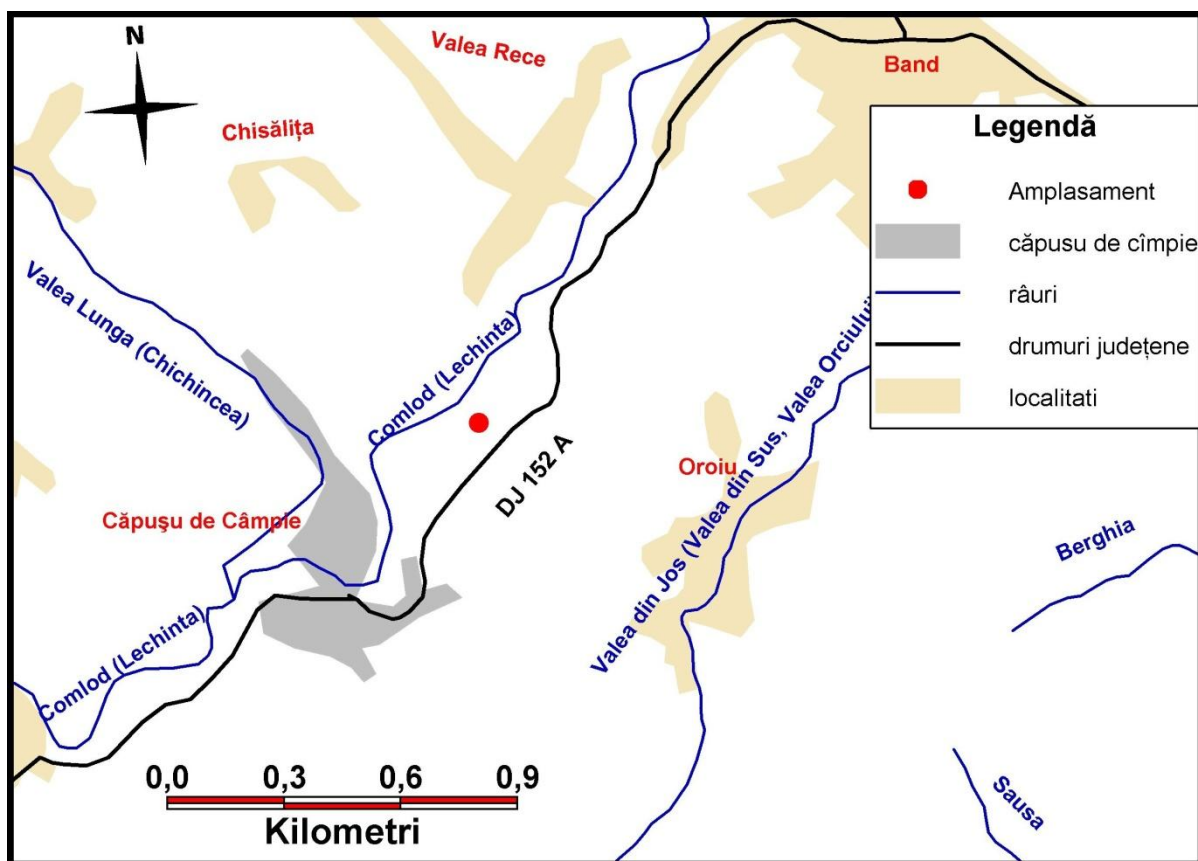 N
Valea Rece
Band
Chisălița
Legendă
Amplasament
căpușu de cîmpie
râuri
drumuri județene
localitati
Valea Lunga (Chichincea)
Comlod (Lechinta)
DJ 152 A
Oroiu
Valea din Jos (Valea din Sus, Valea Orciului
Căpuşu de Câmpie
Berghia
Comlod (Lechinta)
Sausa
0,0 0,3 0,6 0,9
Kilometri